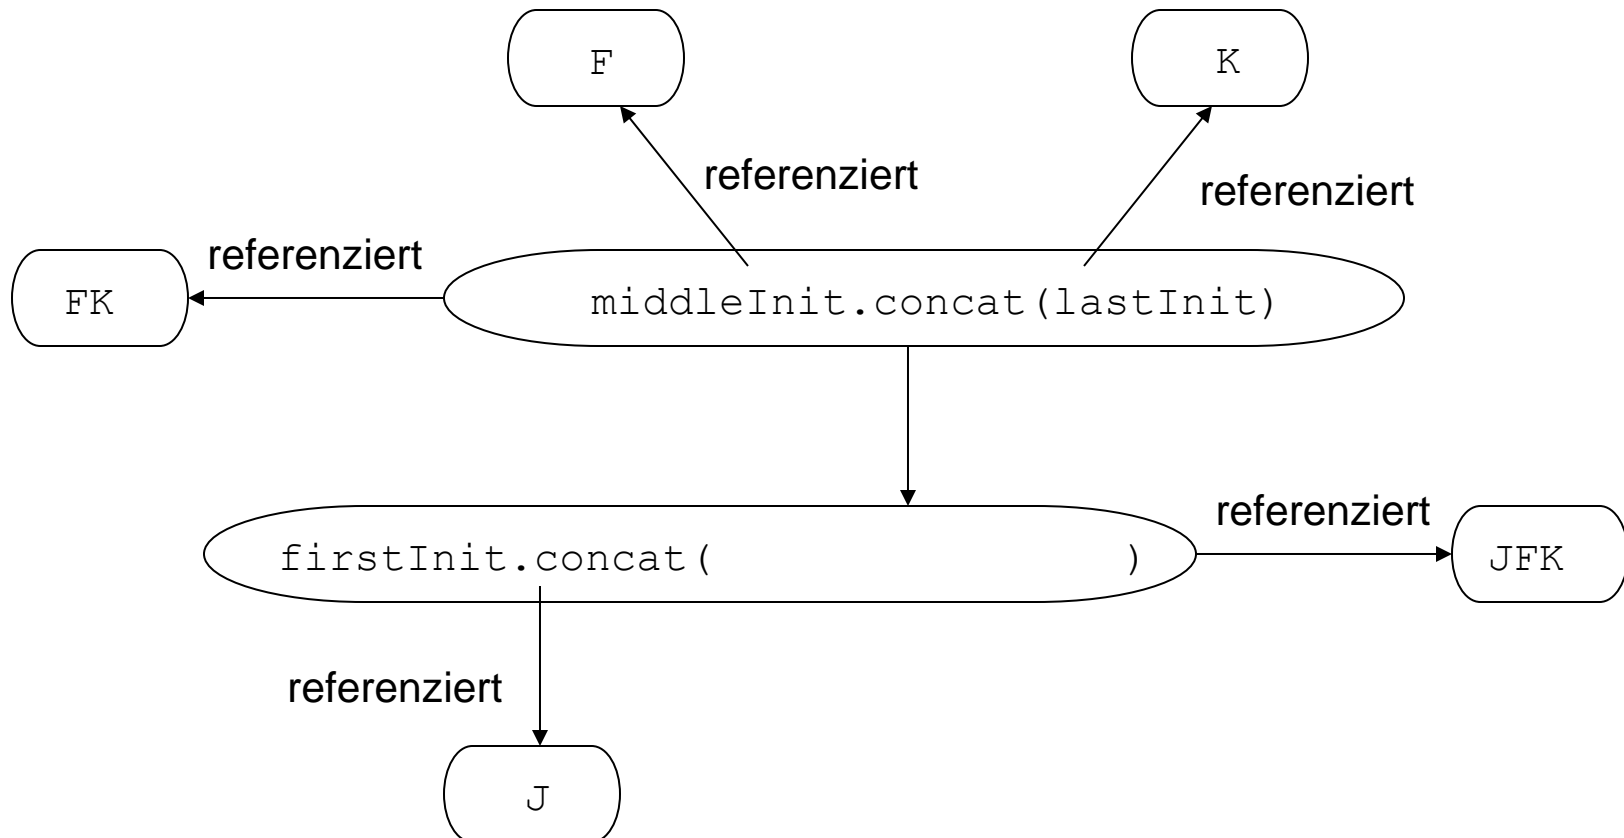 F
K
referenziert
referenziert
referenziert
FK
middleInit.concat(lastInit)
referenziert
firstInit.concat( )
JFK
referenziert
J